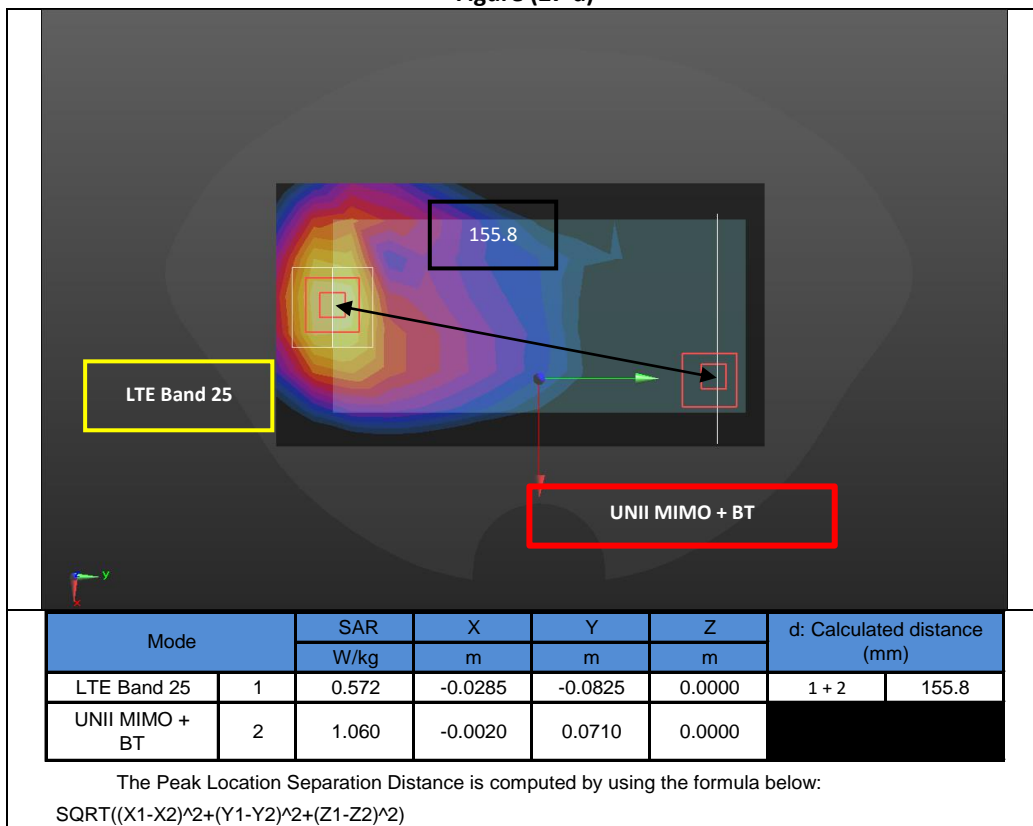 155.8
LTE Band 25
UNII MIMO + BT
y
x
Mode SAR X Y Z d: Calculated distance
(mm)
W/kg m m m
LTE Band 25 1 0.572 -0.0285 -0.0825 0.0000 1 + 2 155.8
UNII MIMO +
BT 2 1.060 -0.0020 0.0710 0.0000
The Peak Location Separation Distance is computed by using the formula below:
SQRT((X1-X2)^2+(Y1-Y2)^2+(Z1-Z2)^2)